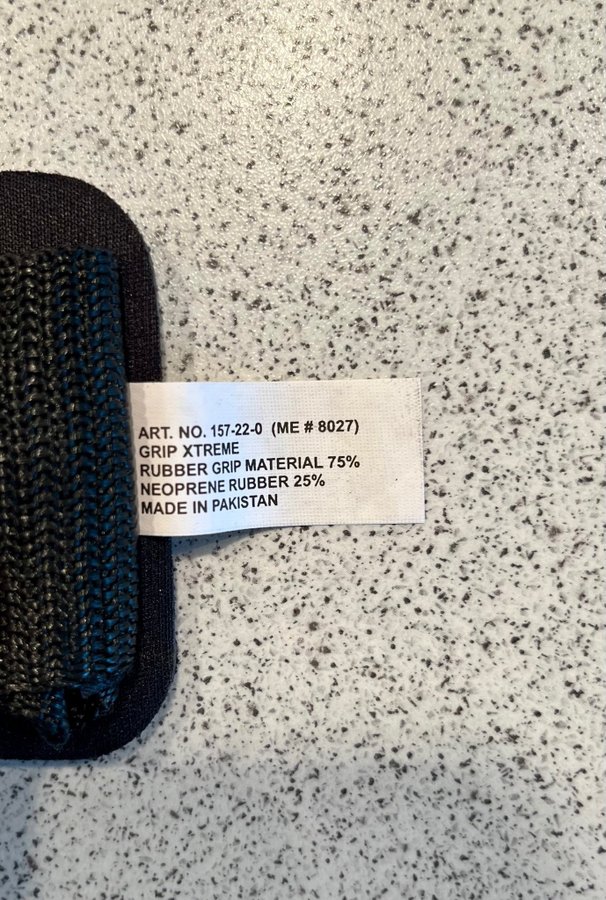 ART. NO. 157-22-0 (ME # 8027)
GRIP XTREME
RUBBER GRIP MATERIAL 75%
NEOPRENE RUBBER 25%
MADE IN PAKISTAN